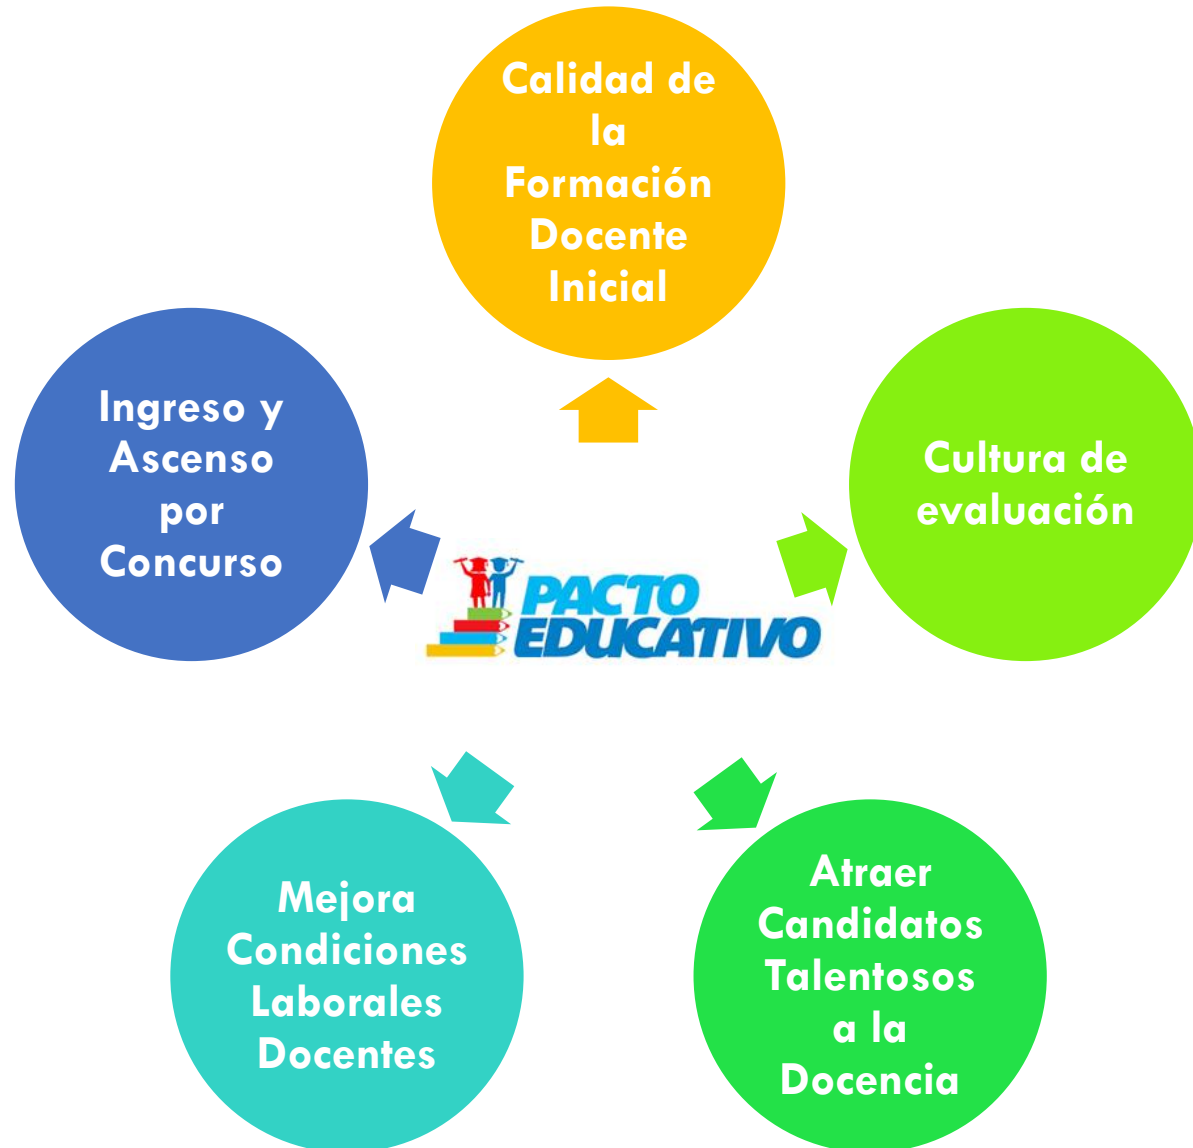 Calidad de
la
Formación
Docente
Inicial
Ingreso y
Ascenso
por
Concurso
Cultura de
evaluación
PACTO
EDUCATIVO
Mejora
Condiciones
Laborales
Docentes
Atraer
Candidatos
Talentosos
a la
Docencia